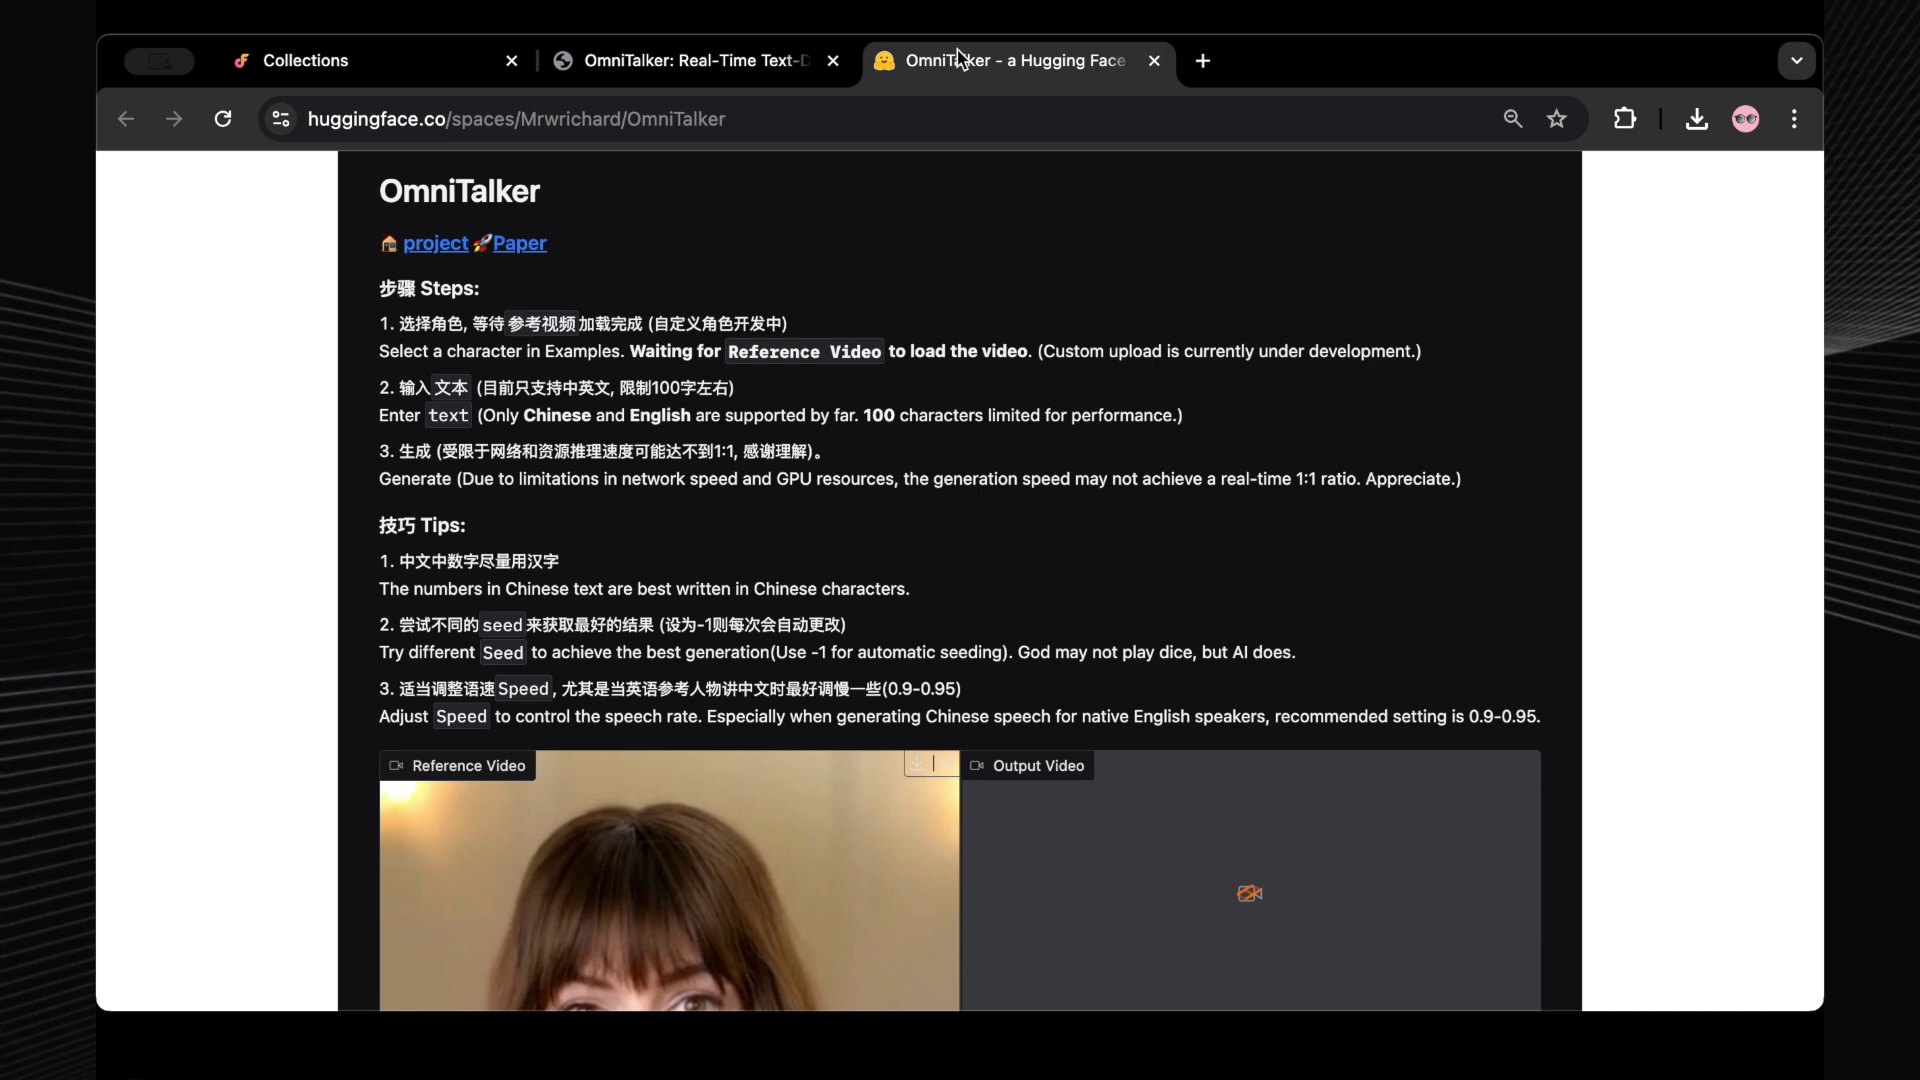 Collections
OmniTalker: Real-Time Text-D
OmniTalker - a Hugging Face
huggingface.co/spaces/Mrwrichard/OmniTalker
OmniTalker
project Paper
步骤 Steps:
1. 选择角色, 等待 参考视频 加载完成 (自定义角色开发中)
Select a character in Examples. Waiting for Reference Video to load the video. (Custom upload is currently under development.)
2. 输入 文本 (目前只支持中英文, 限制100字左右)
Enter text (Only Chinese and English are supported by far. 100 characters limited for performance.)
3. 生成 (受限于网络和资源推理速度可能达不到1:1, 感谢理解)。
Generate (Due to limitations in network speed and GPU resources, the generation speed may not achieve a real-time 1:1 ratio. Appreciate.)
技巧 Tips:
1. 中文中数字尽量用汉字
The numbers in Chinese text are best written in Chinese characters.
2. 尝试不同的 seed 来获取最好的结果 (设为-1则每次会自动更改)
Try different Seed to achieve the best generation(Use -1 for automatic seeding). God may not play dice, but AI does.
3. 适当调整语速 Speed , 尤其是当英语参考人物讲中文时最好调慢一些(0.9-0.95)
Adjust Speed to control the speech rate. Especially when generating Chinese speech for native English speakers, recommended setting is 0.9-0.95.
Reference Video
Output Video